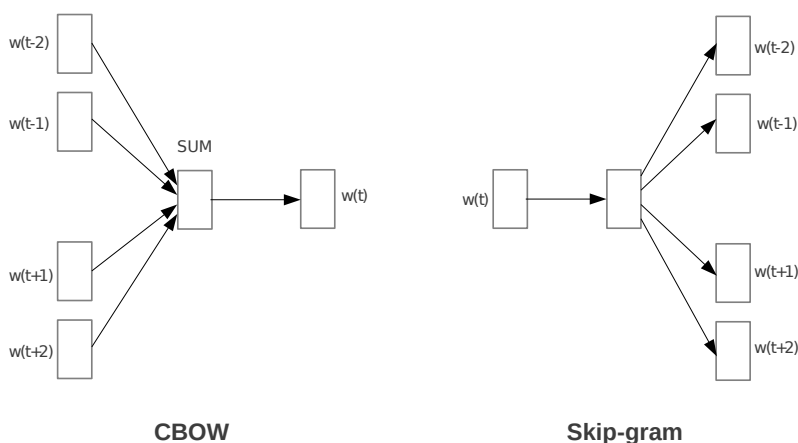 w(t-2)
w(t-1)
SUM
w(t)
w(t+1)
w(t+2)
CBOW
w(t-2)
w(t-1)
w(t)
w(t+1)
w(t+2)
Skip-gram